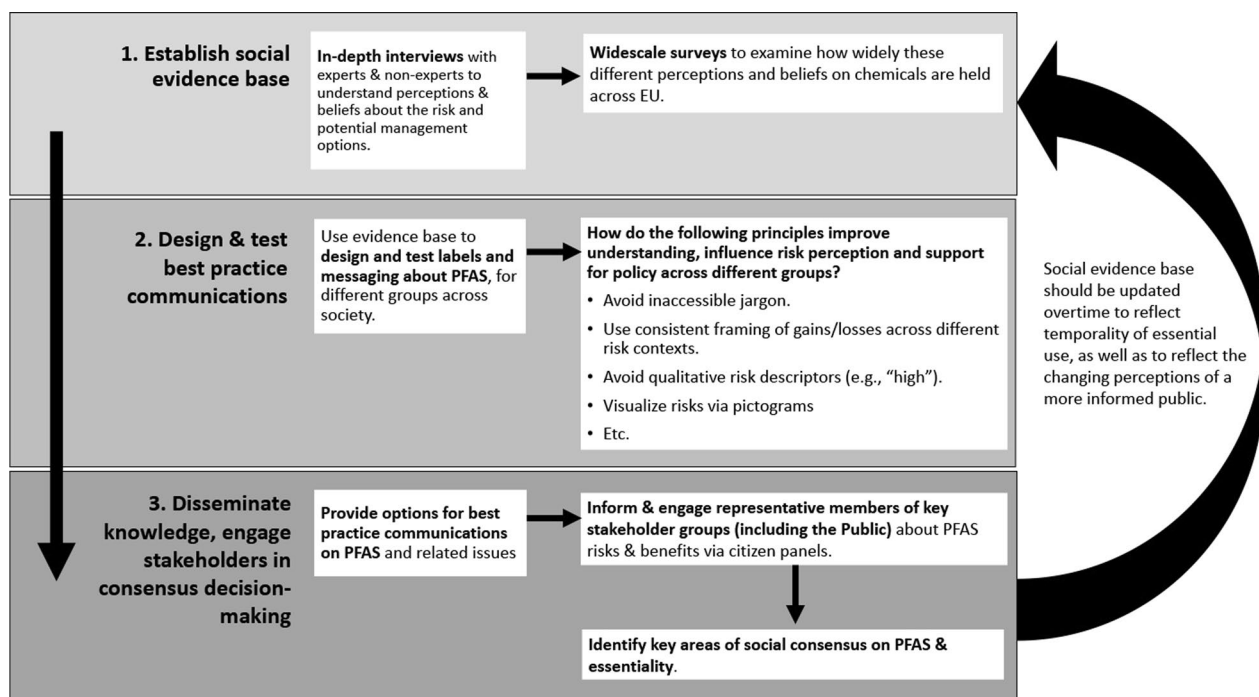 1. Establish social
evidence base
In-depth interviews with
experts & non-experts to
understand perceptions &
beliefs about the risk and
potential management
options.
Widescale surveys to examine how widely these
different perceptions and beliefs on chemicals are held
across EU.
2. Design & test
best practice
communications
Use evidence base to
design and test labels and
messaging about PFAS, for
different groups across
society.
How do the following principles improve
understanding, influence risk perception and support
for policy across different groups?
• Avoid inaccessible jargon.
• Use consistent framing of gains/losses across different
risk contexts.
• Avoid qualitative risk descriptors (e.g., “high”).
• Visualize risks via pictograms
• Etc.
3. Disseminate
knowledge, engage
stakeholders in
consensus decision-
making
Provide options for best
practice communications
on PFAS and related issues
Inform & engage representative members of key
stakeholder groups (including the Public) about PFAS
risks & benefits via citizen panels.
Identify key areas of social consensus on PFAS &
essentiality.
Social evidence base
should be updated
overtime to reflect
temporality of essential
use, as well as to reflect the
changing perceptions of a
more informed public.